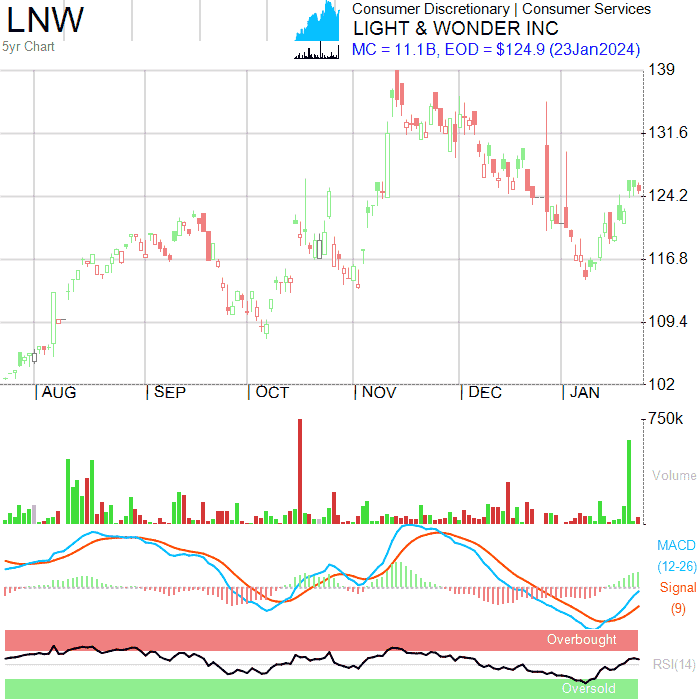 LNW
5yr Chart
Consumer Discretionary | Consumer Services
LIGHT & WONDER INC
MC = 11.1B, EOD = $124.9 (23Jan2024)
139
131.6
124.2
116.8
109.4
102
| AUG | SEP | OCT | NOV | DEC | JAN
750k
Volume
MACD
(12-26)
Signal
(9)
Overbought
RSI(14)
Oversold